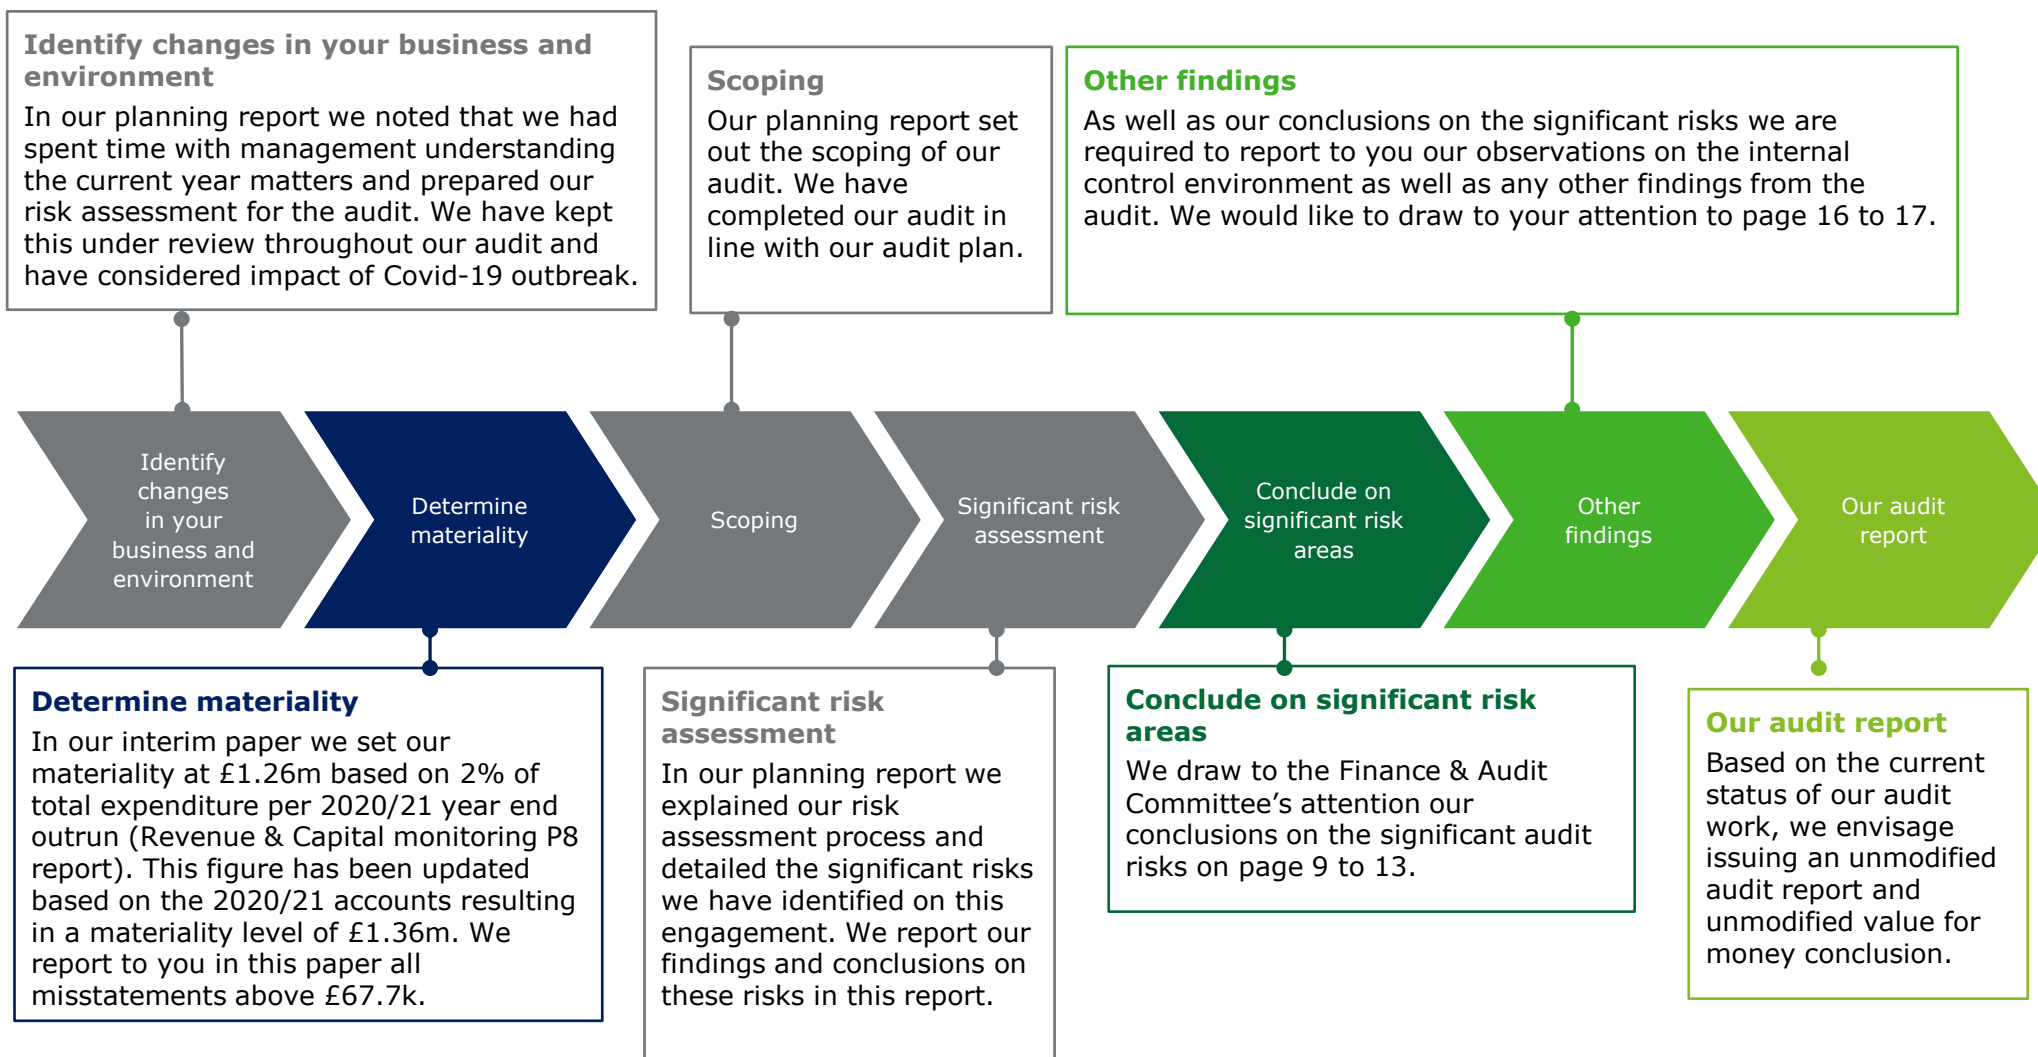 Identify changes in your business and
environment
In our planning report we noted that we had
spent time with management understanding
the current year matters and prepared our
risk assessment for the audit. We have kept
this under review throughout our audit and
have considered impact of Covid-19 outbreak.
Scoping
Our planning report set
out the scoping of our
audit. We have
completed our audit in
line with our audit plan.
Other findings
As well as our conclusions on the significant risks we are
required to report to you our observations on the internal
control environment as well as any other findings from the
audit. We would like to draw to your attention to page 16 to 17.
Identify
changes
in your
business and
environment
Determine
materiality
Scoping
Significant risk
assessment
Conclude on
significant risk
areas
Other
findings
Our audit
report
Determine materiality
In our interim paper we set our
materiality at £1.26m based on 2% of
total expenditure per 2020/21 year end
outrun (Revenue & Capital monitoring P8
report). This figure has been updated
based on the 2020/21 accounts resulting
in a materiality level of £1.36m. We
report to you in this paper all
misstatements above £67.7k.
Significant risk
assessment
In our planning report we
explained our risk
assessment process and
detailed the significant risks
we have identified on this
engagement. We report our
findings and conclusions on
these risks in this report.
Conclude on significant risk
areas
We draw to the Finance & Audit
Committee's attention our
conclusions on the significant audit
risks on page 9 to 13.
Our audit report
Based on the current
status of our audit
work, we envisage
issuing an unmodified
audit report and
unmodified value for
money conclusion.